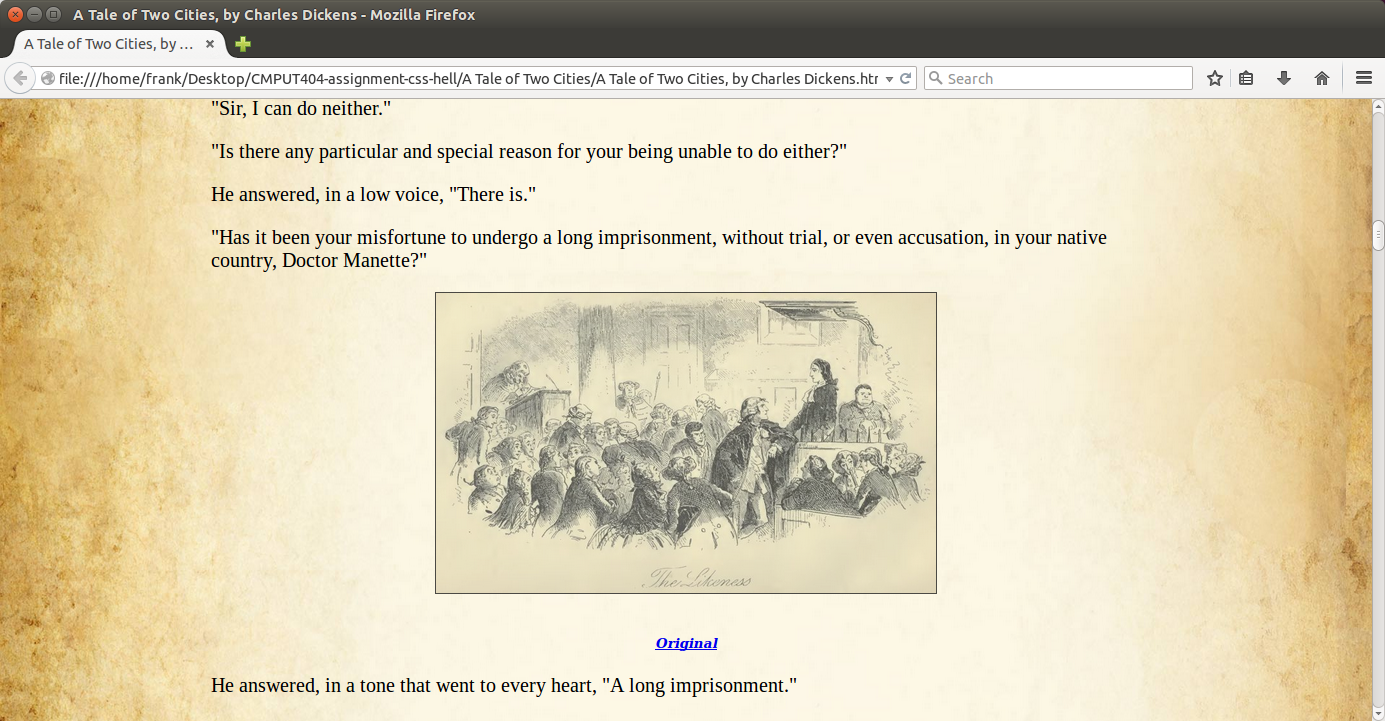 A Tale of Two Cities, by Charles Dickens - Mozilla Firefox
A Tale of Two Cities, by ...
file:///home/frank/Desktop/CMPUT404-assignment-css-hell/A Tale of Two Cities/A Tale of Two Cities, by Charles Dickens.htm
Search
"Sir, I can do neither."
"Is there any particular and special reason for your being unable to do either?"
He answered, in a low voice, "There is."
"Has it been your misfortune to undergo a long imprisonment, without trial, or even accusation, in your native
country, Doctor Manette?"
The Likeness
Original
He answered, in a tone that went to every heart, "A long imprisonment."